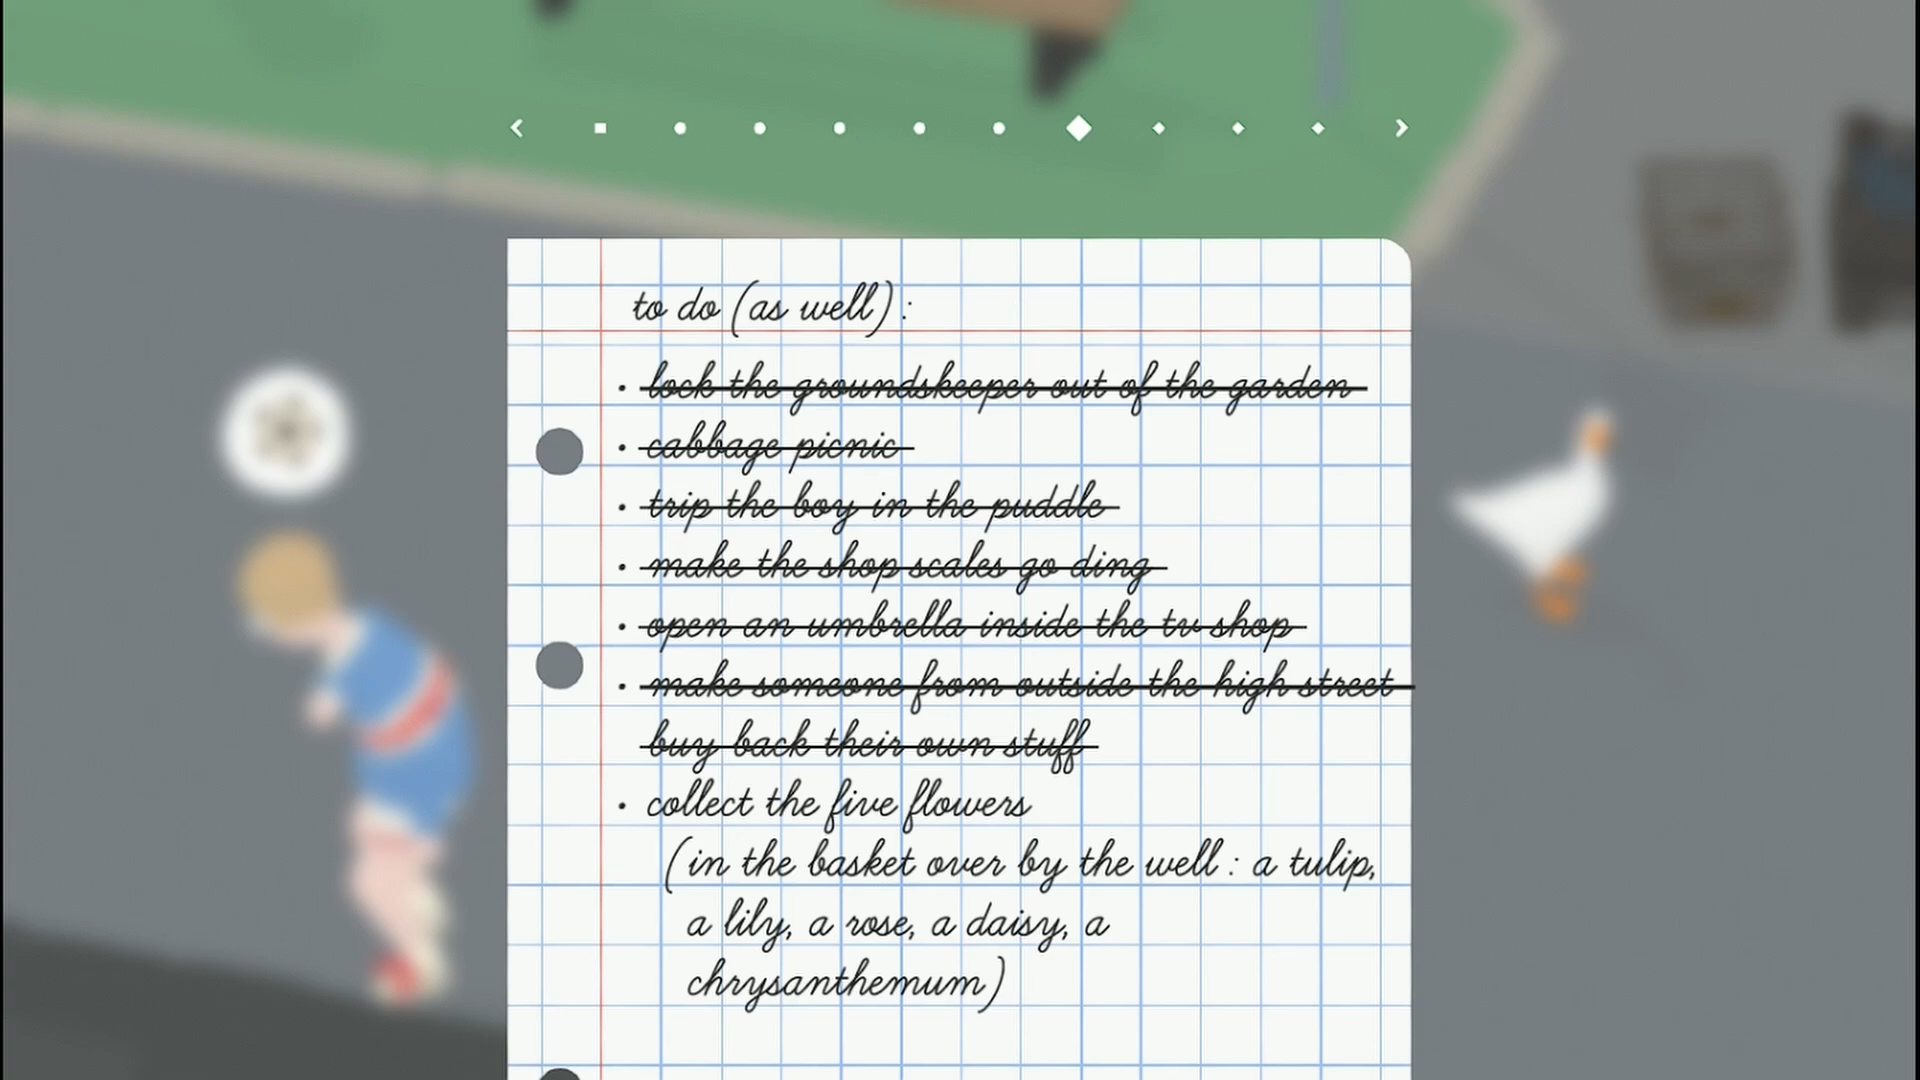 to do (as well) :
• lock the groundskeeper out of the garden
• cabbage picnic
• trip the boy in the puddle
• make the shop scales go ding
• open an umbrella inside the tv shop
• make someone from outside the high street
buy back their own stuff
• collect the five flowers
(in the basket over by the well : a tulip,
a lily, a rose, a daisy, a
chrysanthemum)